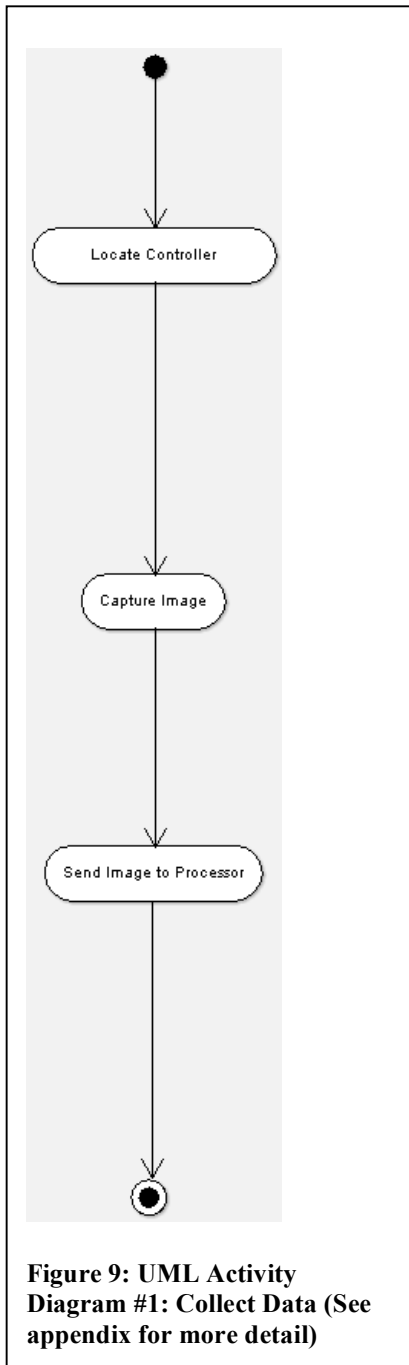 Locate Controller
Capture Image
Send Image to Processor
Figure 9: UML Activity
Diagram #1: Collect Data (See
appendix for more detail)